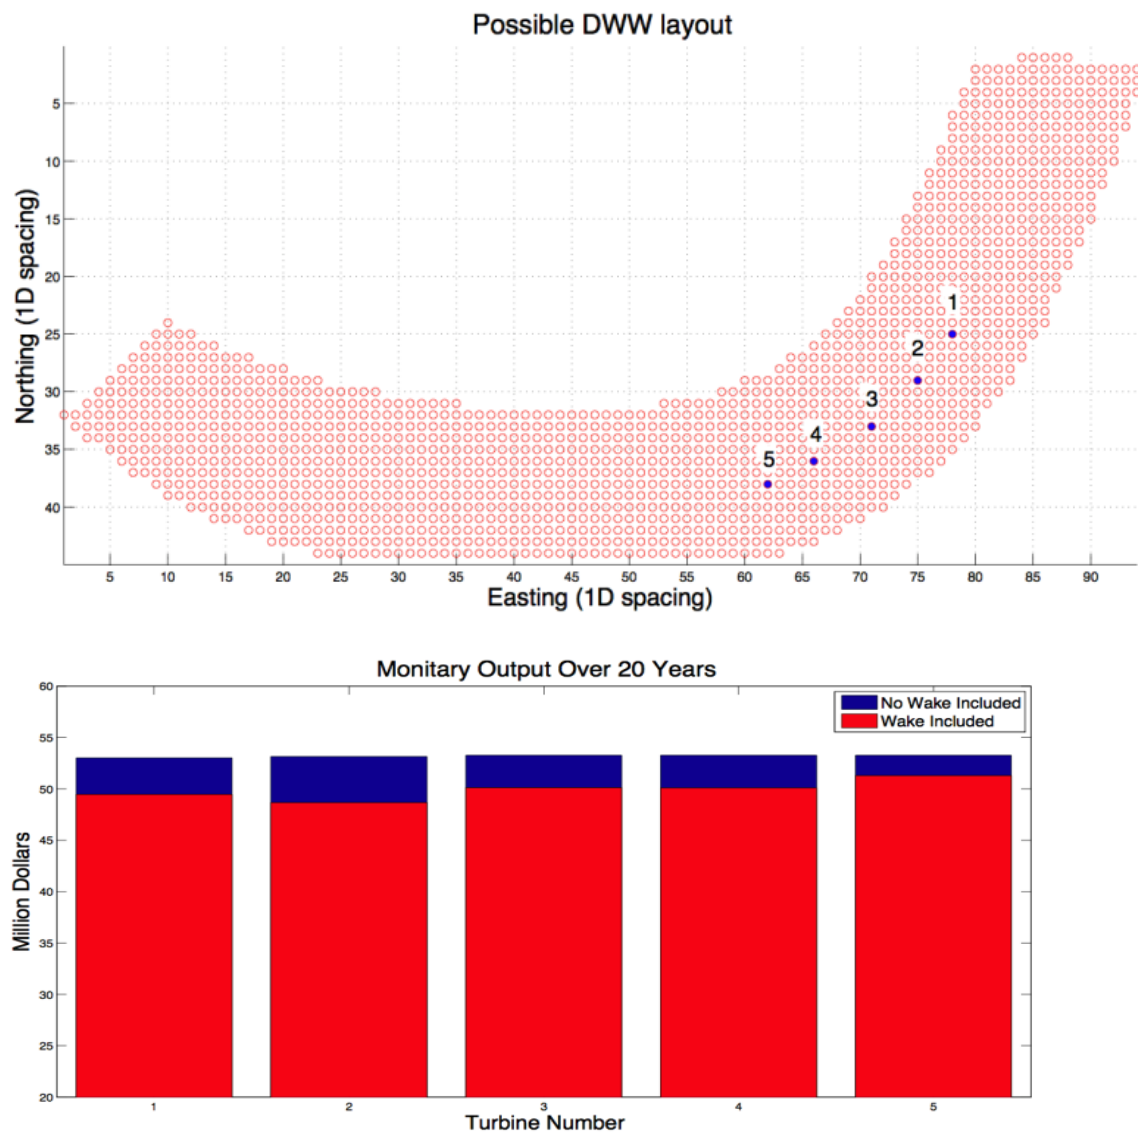 Possible DWW layout
Northing (1D spacing)
5
10
15
20
25
30
35
40
1
2
3
4
5
5 10 15 20 25 30 35 40 45 50 55 60 65 70 75 80 85 90
Easting (1D spacing)
Monitary Output Over 20 Years
Million Dollars
60
55
50
45
40
35
30
25
20
No Wake Included
Wake Included
1 2 3 4 5
Turbine Number